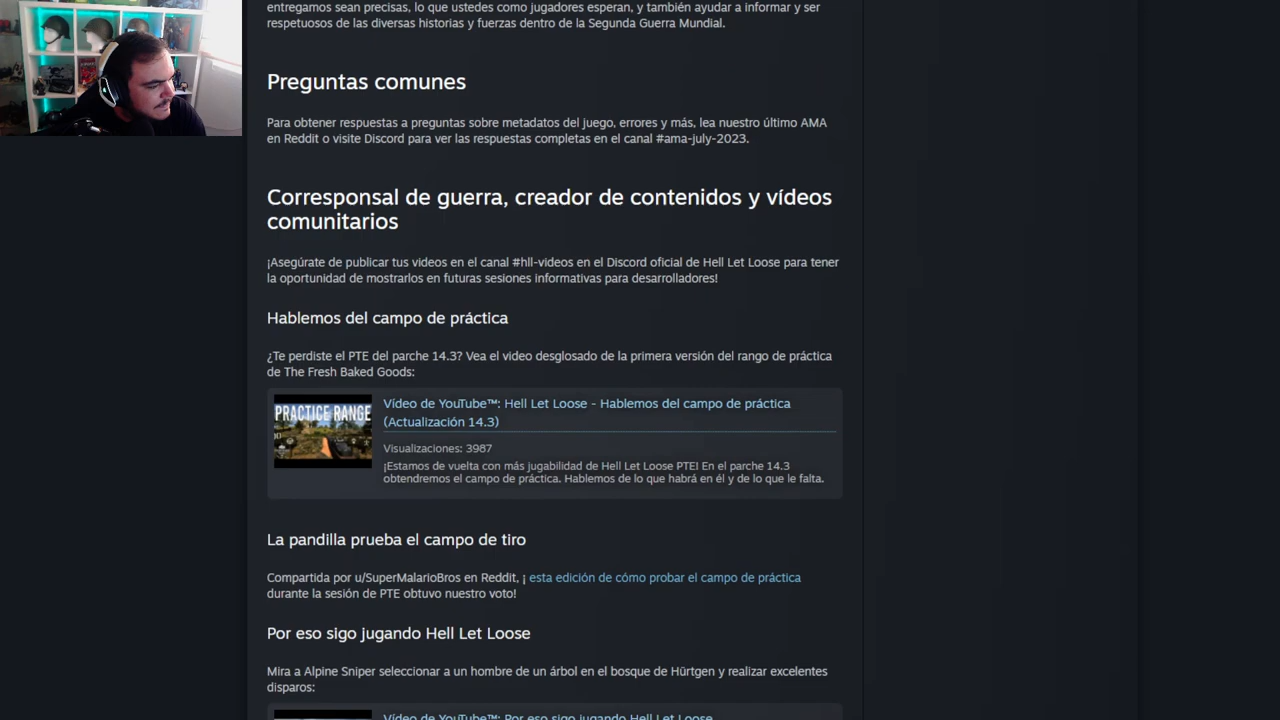 entregamos sean precisas, lo que ustedes como jugadores esperan, y también ayudar a informar y ser
respetuosos de las diversas historias y fuerzas dentro de la Segunda Guerra Mundial.
Preguntas comunes
Para obtener respuestas a preguntas sobre metadatos del juego, errores y más, lea nuestro último AMA
en Reddit o visite Discord para ver las respuestas completas en el canal #ama-july-2023.
Corresponsal de guerra, creador de contenidos y vídeos
comunitarios
¡Asegúrate de publicar tus videos en el canal #hll-videos en el Discord oficial de Hell Let Loose para tener
la oportunidad de mostrarlos en futuras sesiones informativas para desarrolladores!
Hablemos del campo de práctica
¿Te perdiste el PTE del parche 14.3? Vea el video desglosado de la primera versión del rango de práctica
de The Fresh Baked Goods:
PRACTICE RANGE
Vídeo de YouTube™: Hell Let Loose - Hablemos del campo de práctica
(Actualización 14.3)
Visualizaciones: 3987
¡Estamos de vuelta con más jugabilidad de Hell Let Loose PTE! En el parche 14.3
obtendremos el campo de práctica. Hablemos de lo que habrá en él y de lo que le falta.
La pandilla prueba el campo de tiro
Compartida por u/SuperMalarioBros en Reddit, ¡ esta edición de cómo probar el campo de práctica
durante la sesión de PTE obtuvo nuestro voto!
Por eso sigo jugando Hell Let Loose
Mira a Alpine Sniper seleccionar a un hombre de un árbol en el bosque de Hürtgen y realizar excelentes
disparos:
Vídeo de YouTube™: Por eso sigo jugando Hell Let Loose